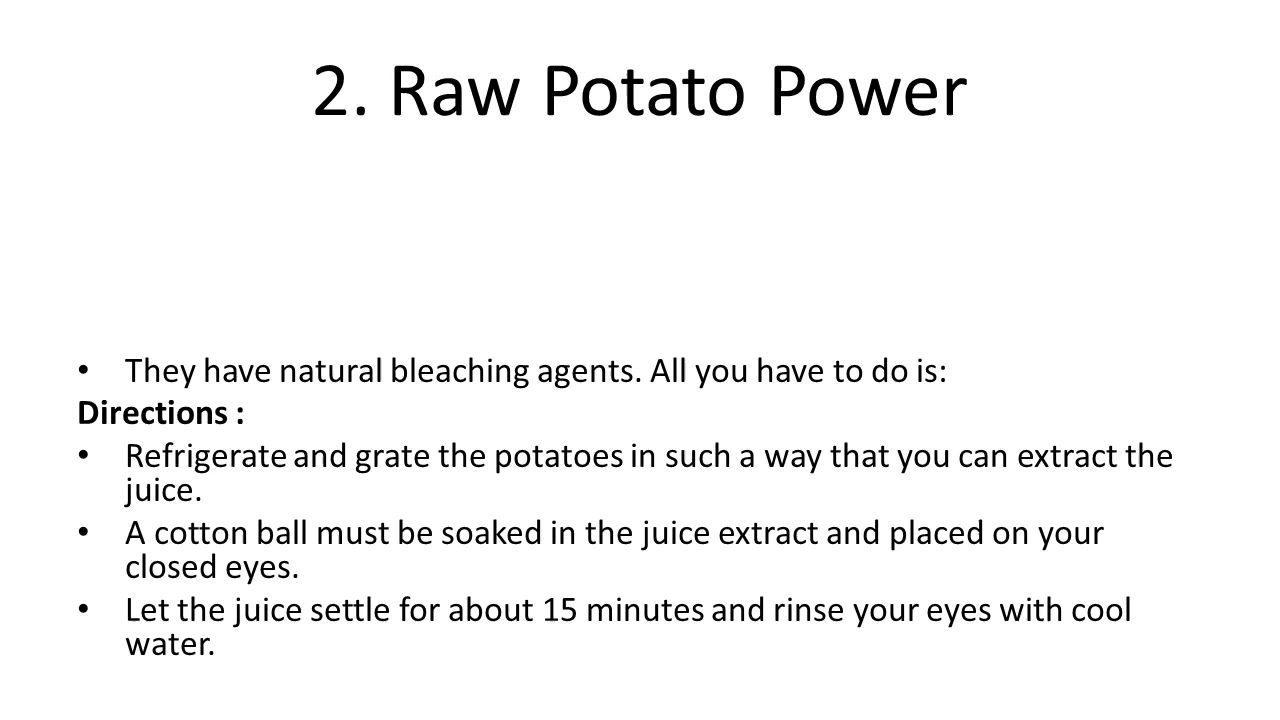 2. Raw Potato Power
• They have natural bleaching agents. All you have to do is:
Directions :
• Refrigerate and grate the potatoes in such a way that you can extract the
juice.
• A cotton ball must be soaked in the juice extract and placed on your
closed eyes.
• Let the juice settle for about 15 minutes and rinse your eyes with cool
water.